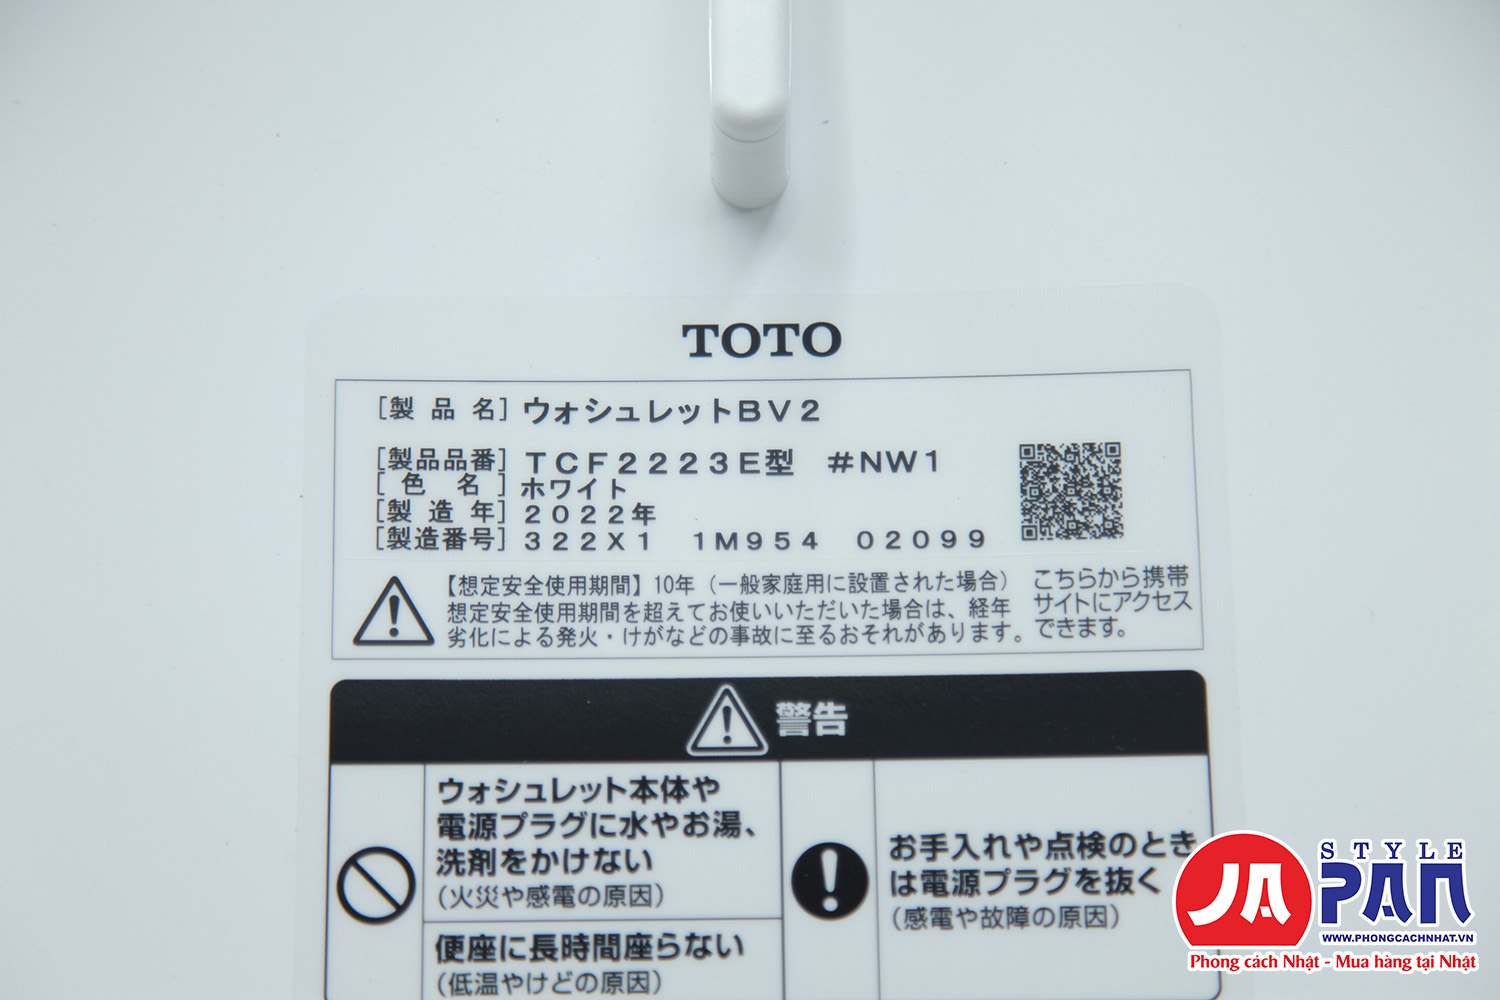 TOTO
[製品名] ウォシュレットBV2
[製品品番] TCF2223E型 #NW1
[色名] ホワイト
[製造年] 2022年
[製造番号] 322X1 1M954 02099
【想定安全使用期間】10年（一般家庭用に設置された場合）
想定安全使用期間を超えてお使いいただいた場合は、経年
劣化による発火・けがなどの事故に至るおそれがあります。
こちらから携帯
サイトにアクセス
できます。
警告
ウォシュレット本体や
電源プラグに水やお湯、
洗剤をかけない
（火災や感電の原因）
便座に長時間座らない
（低温やけどの原因）
お手入れや点検のとき
は電源プラグを抜く
（感電や故障の原因）
STYLE
JAPAN
WWW.PHONGCACHNHAT.VN
Phong cách Nhật - Mua hàng tại Nhật